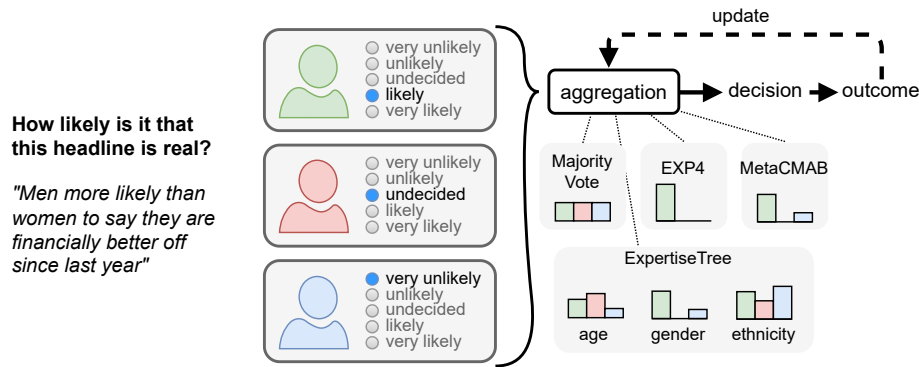 How likely is it that
this headline is real?
"Men more likely than
women to say they are
financially better off
since last year"
very unlikely
unlikely
undecided
likely
very likely
very unlikely
unlikely
undecided
likely
very likely
very unlikely
unlikely
undecided
likely
very likely
update
aggregation
decision
outcome
Majority
Vote
EXP4
MetaCMAB
ExpertiseTree
age
gender
ethnicity